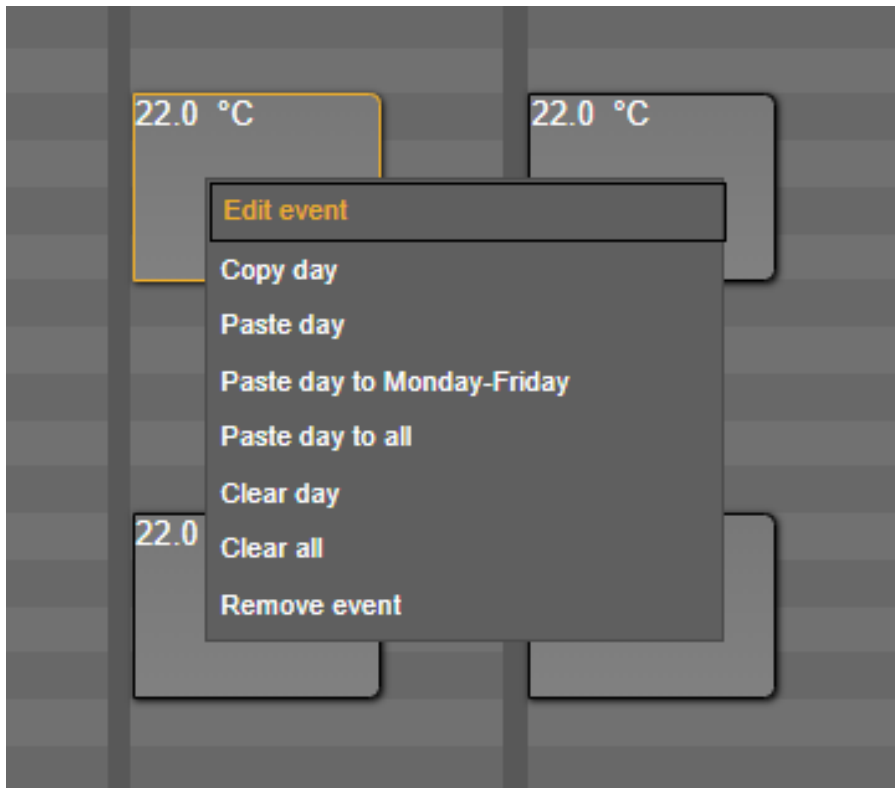 22.0 °C
22.0 °C
Edit event
Copy day
Paste day
Paste day to Monday-Friday
Paste day to all
Clear day
Clear all
Remove event
22.0